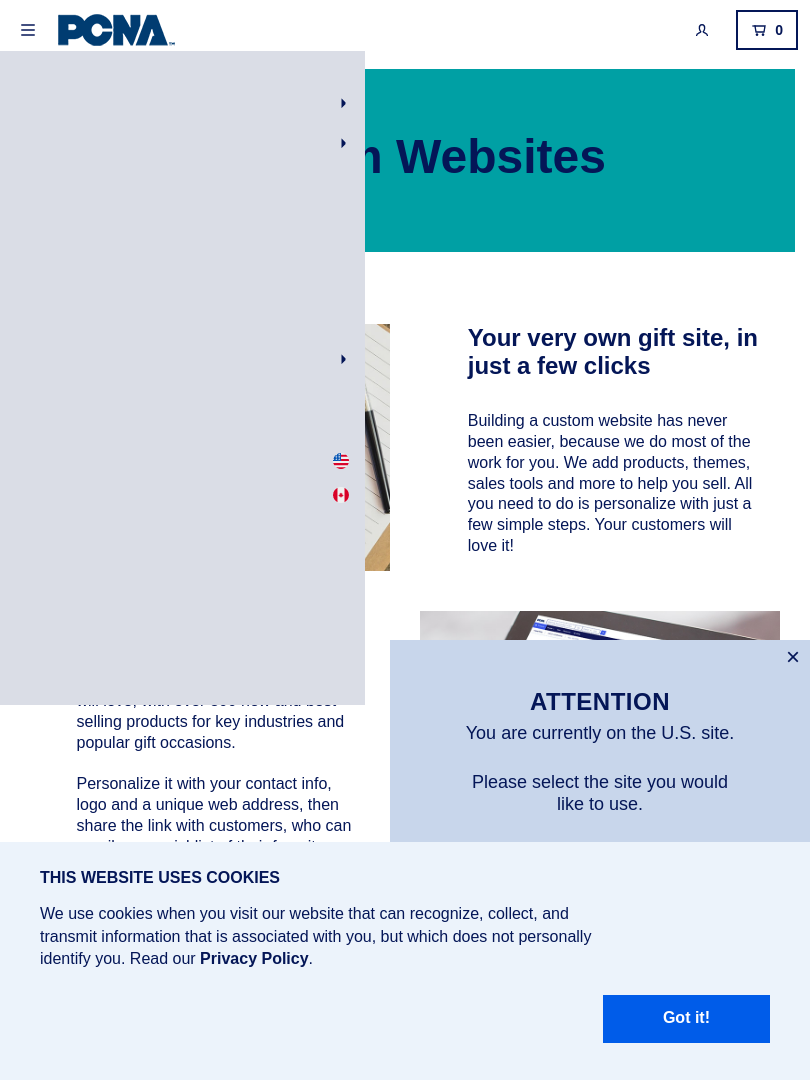 PCNA
0
Websites
Your very own gift site, in
just a few clicks
Building a custom website has never
been easier, because we do most of the
work for you. We add products, themes,
sales tools and more to help you sell. All
you need to do is personalize with just a
few simple steps. Your customers will
love it!
selling products for key industries and
popular gift occasions.
Personalize it with your contact info,
logo and a unique web address, then
share the link with customers, who can
ATTENTION
You are currently on the U.S. site.
Please select the site you would
like to use.
THIS WEBSITE USES COOKIES
We use cookies when you visit our website that can recognize, collect, and
transmit information that is associated with you, but which does not personally
identify you. Read our Privacy Policy.
Got it!